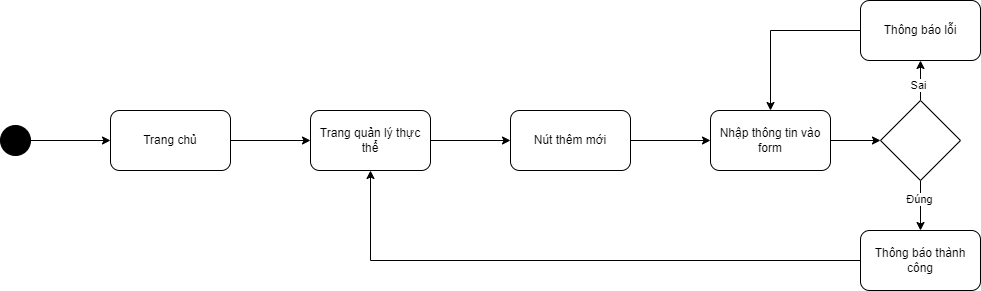 Thông báo lỗi
Sai
Trang chủ
Trang quản lý thực
thể
Nút thêm mới
Nhập thông tin vào
form
Đúng
Thông báo thành
công